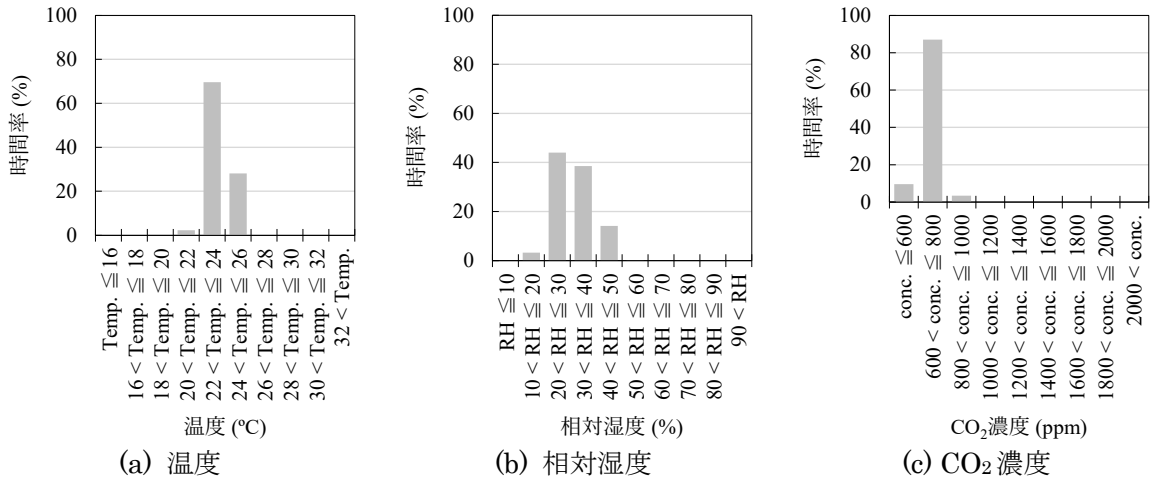 100
80
60
40
20
0
時間率 (%)
Temp. ≦ 16
16 < Temp. ≦ 18
18 < Temp. ≦ 20
20 < Temp. ≦ 22
22 < Temp. ≦ 24
24 < Temp. ≦ 26
26 < Temp. ≦ 28
28 < Temp. ≦ 30
30 < Temp. ≦ 32
32 < Temp.
温度 (ºC)
(a) 温度
100
80
60
40
20
0
時間率 (%)
RH ≦ 10
10 < RH ≦ 20
20 < RH ≦ 30
30 < RH ≦ 40
40 < RH ≦ 50
50 < RH ≦ 60
60 < RH ≦ 70
70 < RH ≦ 80
80 < RH ≦ 90
90 < RH
相対湿度 (%)
(b) 相対湿度
100
80
60
40
20
0
時間率 (%)
conc. ≦600
600 < conc. ≦ 800
800 < conc. ≦ 1000
1000 < conc. ≦ 1200
1200 < conc. ≦ 1400
1400 < conc. ≦ 1600
1600 < conc. ≦ 1800
1800 < conc. ≦ 2000
2000 < conc.
CO₂濃度 (ppm)
(c) CO₂ 濃度